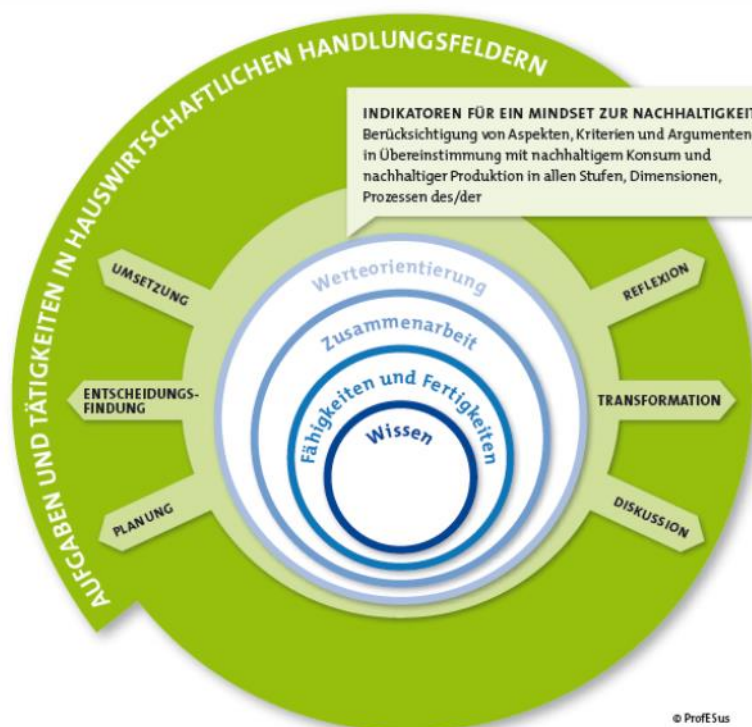 AUFGABEN UND TÄTIGKEITEN IN HAUSWIRTSCHAFTLICHEN HANDLUNGSFELDERN
INDIKATOREN FÜR EIN MINDSET ZUR NACHHALTIGKEIT
Berücksichtigung von Aspekten, Kriterien und Argumenten
in Übereinstimmung mit nachhaltigem Konsum und
nachhaltiger Produktion in allen Stufen, Dimensionen,
Prozessen des/der
UMSETZUNG
ENTSCHEIDUNGS-
FINDUNG
PLANUNG
Werteorientierung
Zusammenarbeit
Fähigkeiten und Fertigkeiten
Wissen
REFLEXION
TRANSFORMATION
DISKUSSION
© ProfESus